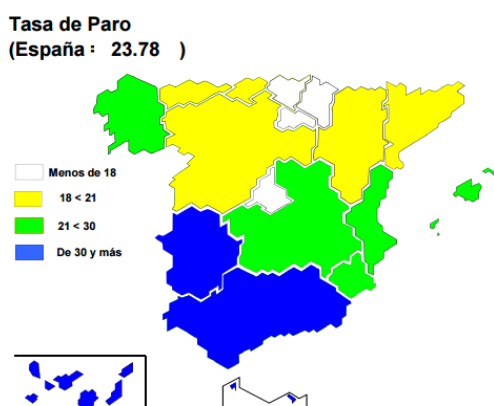 Tasa de Paro
(España : 23.78 )
Menos de 18
18 < 21
21 < 30
De 30 y más